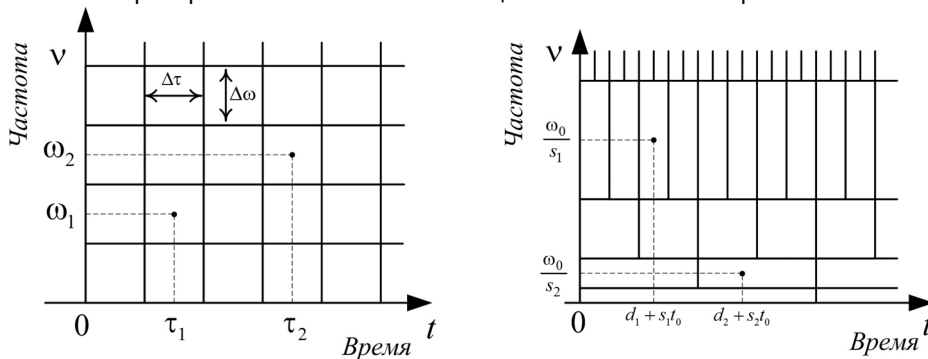 ν
Частота
Δτ
Δω
ω₂
ω₁
0
τ₁
τ₂
t
Время
ν
Частота
ω₀/s₁
ω₀/s₂
0
d₁ + s₁t₀
d₂ + s₂t₀
t
Время